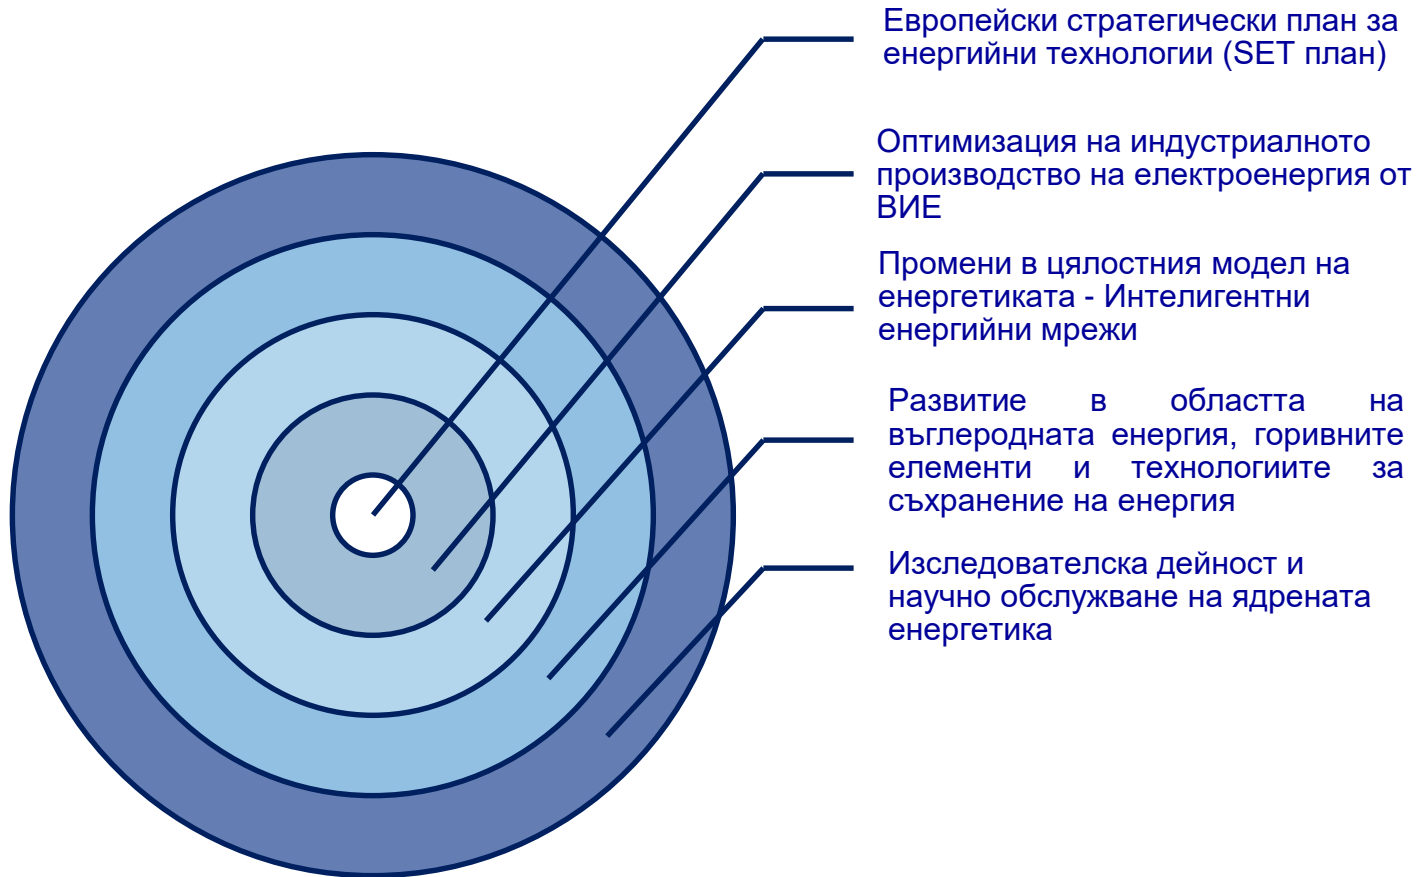 Европейски стратегически план за
енергийни технологии (SET план)
Оптимизация на индустриалното
производство на електроенергия от
ВИЕ
Промени в цялостния модел на
енергетиката - Интелигентни
енергийни мрежи
Развитие в областта на
въглеродната енергия, горивните
елементи и технологиите за
съхранение на енергия
Изследователска дейност и
научно обслужване на ядрената
енергетика